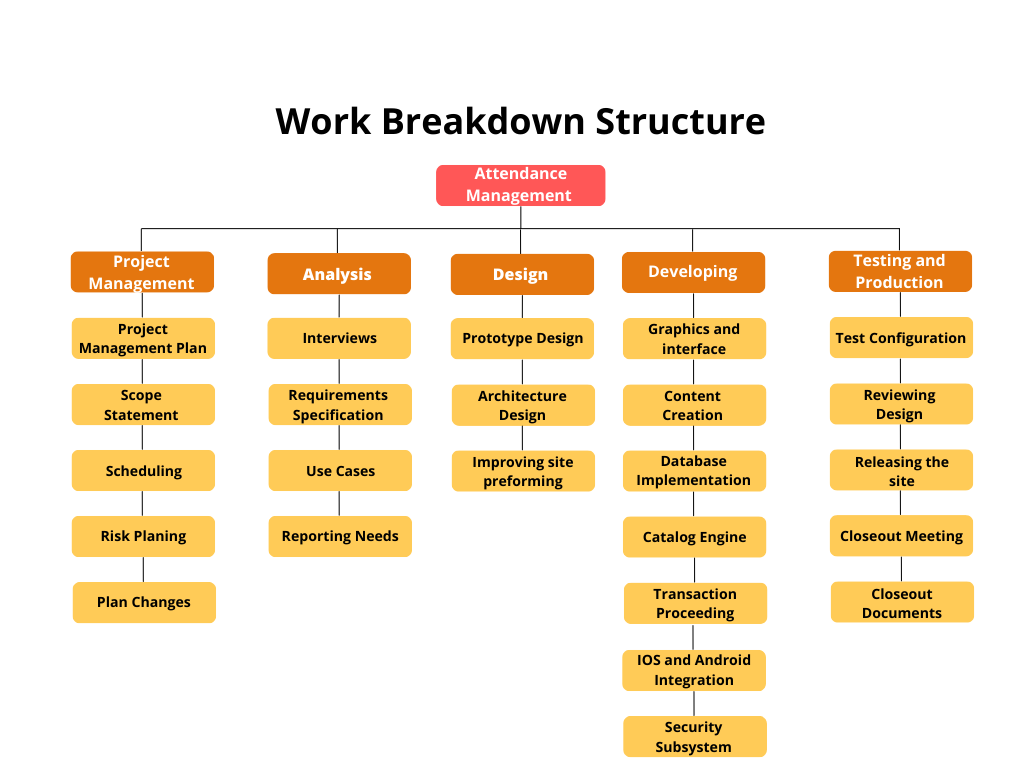 Work Breakdown Structure
Attendance
Management
Project
Management
Project
Management Plan
Scope
Statement
Scheduling
Risk Planing
Plan Changes
Analysis
Interviews
Requirements
Specification
Use Cases
Reporting Needs
Design
Prototype Design
Architecture
Design
Improving site
preforming
Developing
Graphics and
interface
Content
Creation
Database
Implementation
Catalog Engine
Transaction
Proceeding
IOS and Android
Integration
Security
Subsystem
Testing and
Production
Test Configuration
Reviewing
Design
Releasing the
site
Closeout Meeting
Closeout
Documents